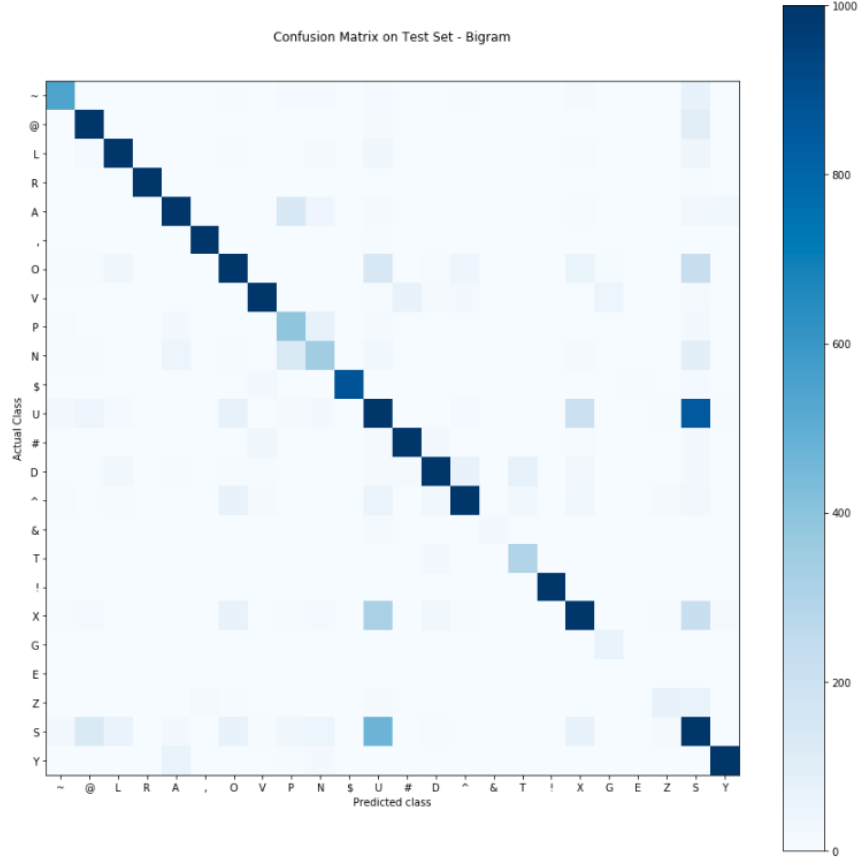 Confusion Matrix on Test Set - Bigram
1000
800
600
400
200
0
Actual Class
~
@
L
R
A
,
O
V
P
N
$
U
#
D
^
&
T
!
X
G
E
Z
S
Y
~ @ L R A , O V P N $ U # D ^ & T ! X G E Z S Y
Predicted class